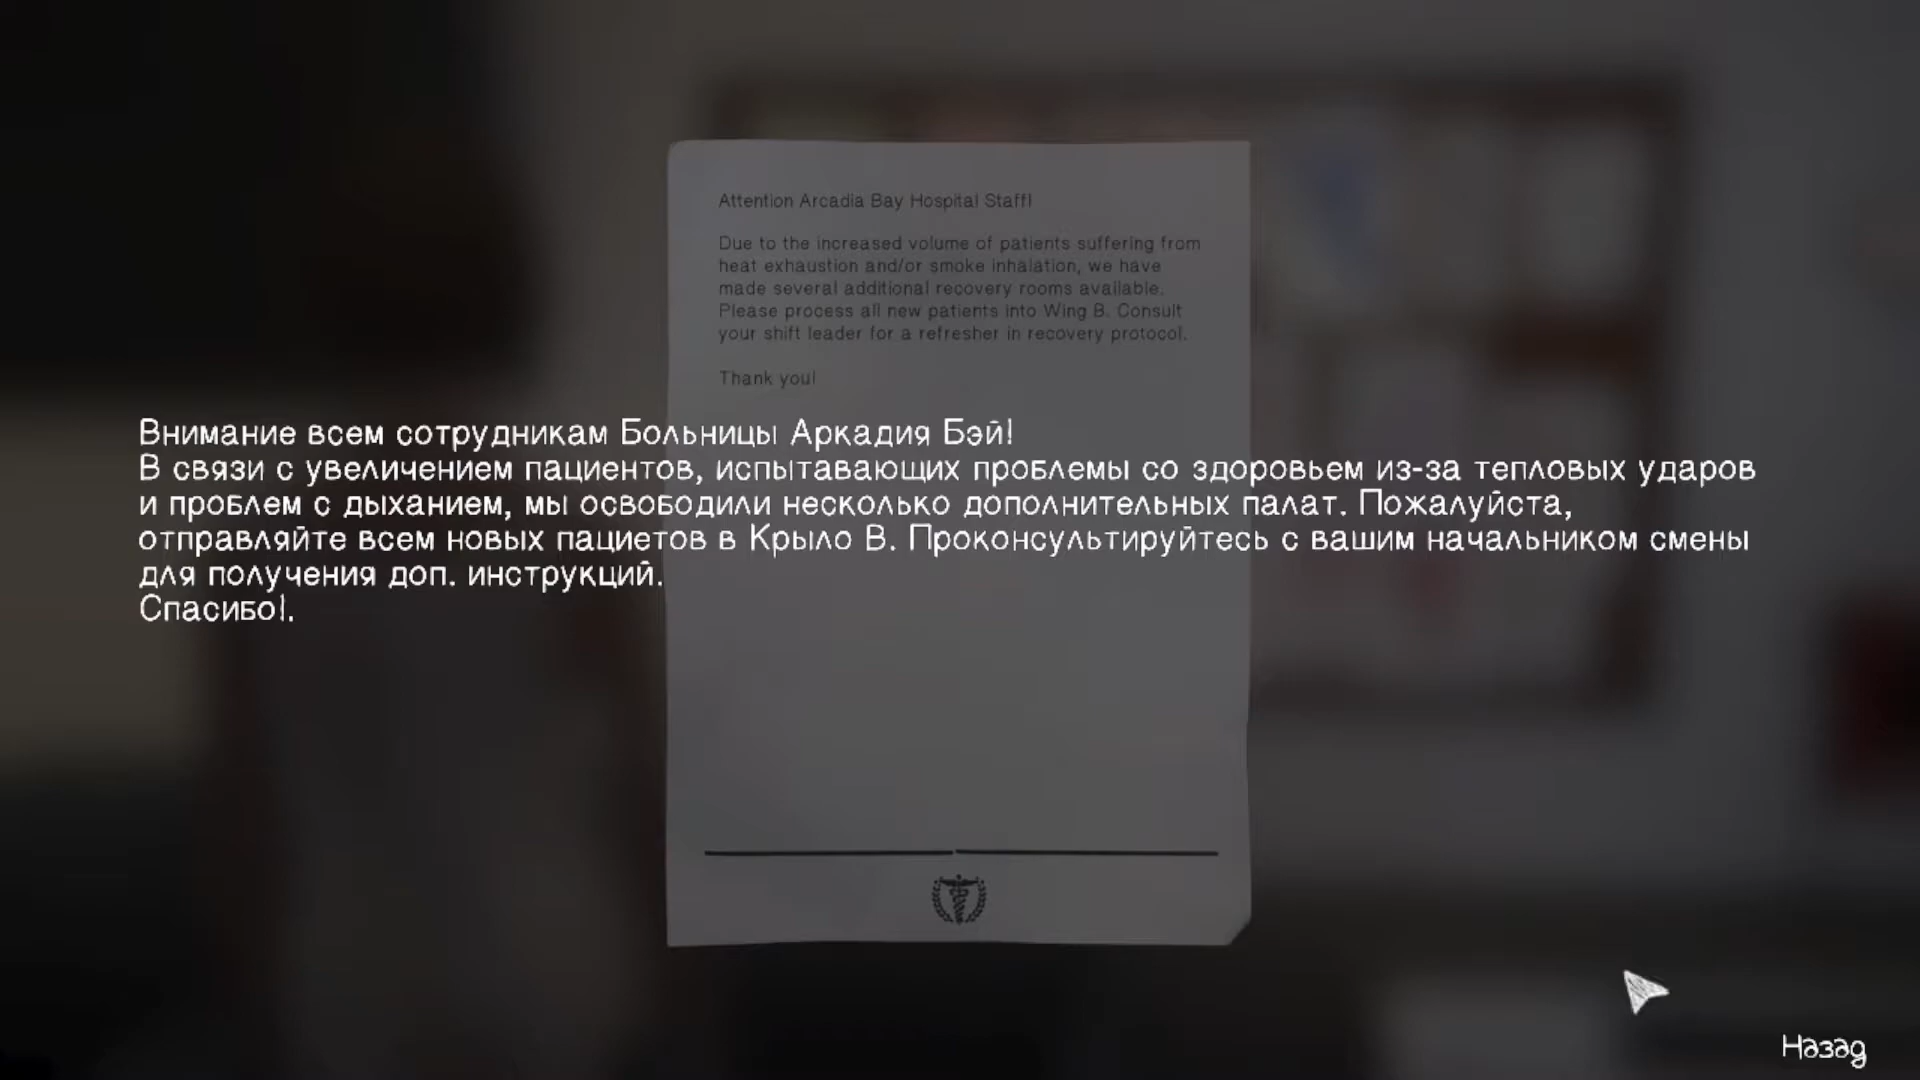 Attention Arcadia Bay Hospital Staff!
Due to the increased volume of patients suffering from
heat exhaustion and/or smoke inhalation, we have
made several additional recovery rooms available.
Please process all new patients into Wing B. Consult
your shift leader for a refresher in recovery protocol.
Thank you!
Внимание всем сотрудникам Больницы Аркадия Бэй!
В связи с увеличением пациентов, испытавающих проблемы со здоровьем из-за тепловых ударов
и проблем с дыханием, мы освободили несколько дополнительных палат. Пожалуйста,
отправляйте всем новых пациетов в Крыло В. Проконсультируйтесь с вашим начальником смены
для получения доп. инструкций.
Спасибо!.
Назад